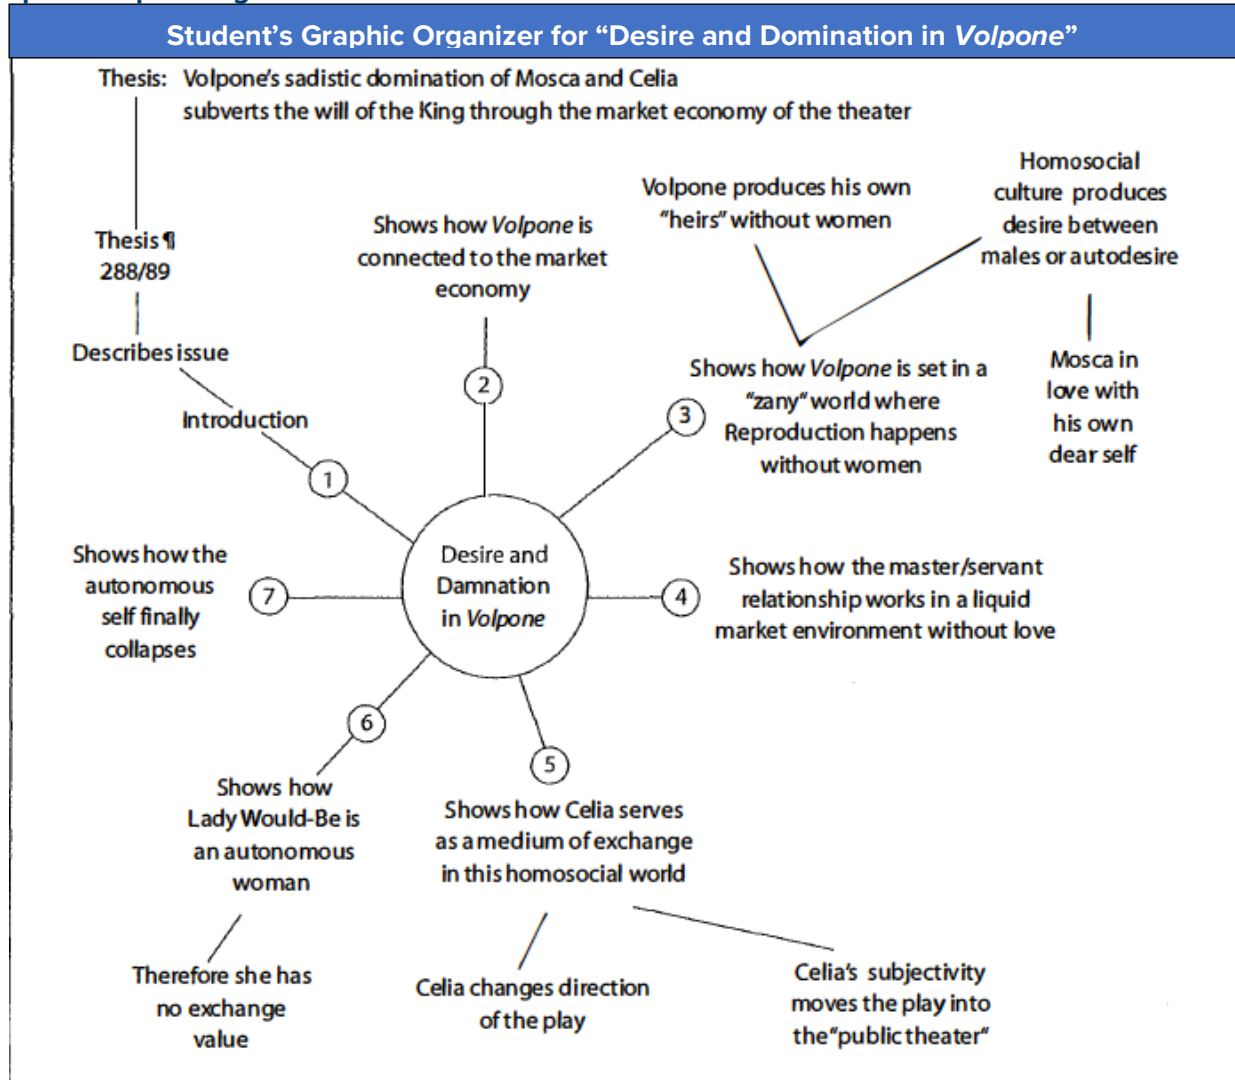 Student's Graphic Organizer for “Desire and Domination in Volpone”
Thesis: Volpone's sadistic domination of Mosca and Celia
subverts the will of the King through the market economy of the theater
Thesis ¶
288/89
Describes issue
Introduction
1
Shows how Volpone is
connected to the market
economy
2
Volpone produces his own
“heirs” without women
Homosocial
culture produces
desire between
males or autodesire
Mosca in
love with
his own
dear self
Shows how Volpone is set in a
“zany“ world where
Reproduction happens
without women
3
Desire and
Damnation
in Volpone
4
Shows how the master/servant
relationship works in a liquid
market environment without love
5
Shows how Celia serves
as a medium of exchange
in this homosocial world
Celia changes direction
of the play
Celia's subjectivity
moves the play into
the“public theater“
6
Shows how
Lady Would-Be is
an autonomous
woman
Therefore she has
no exchange
value
7
Shows how the
autonomous
self finally
collapses